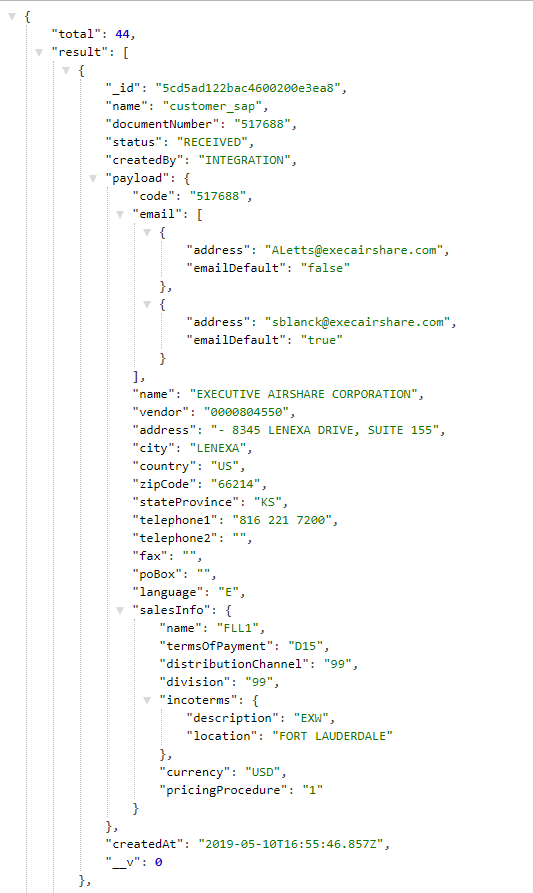 {
"total": 44,
"result": [
{
"_id": "5cd5ad122bac4600200e3ea8",
"name": "customer_sap",
"documentNumber": "517688",
"status": "RECEIVED",
"createdBy": "INTEGRATION",
"payload": {
"code": "517688",
"email": [
{
"address": "ALetts@execairshare.com",
"emailDefault": "false"
},
{
"address": "sblanck@execairshare.com",
"emailDefault": "true"
}
],
"name": "EXECUTIVE AIRSHARE CORPORATION",
"vendor": "0000804550",
"address": "- 8345 LENEXA DRIVE, SUITE 155",
"city": "LENEXA",
"country": "US",
"zipCode": "66214",
"stateProvince": "KS",
"telephone1": "816 221 7200",
"telephone2": "",
"fax": "",
"poBox": "",
"language": "E",
"salesInfo": {
"name": "FLL1",
"termsOfPayment": "D15",
"distributionChannel": "99",
"division": "99",
"incoterms": {
"description": "EXW",
"location": "FORT LAUDERDALE"
},
"currency": "USD",
"pricingProcedure": "1"
}
},
"createdAt": "2019-05-10T16:55:46.857Z",
"__v": 0
},